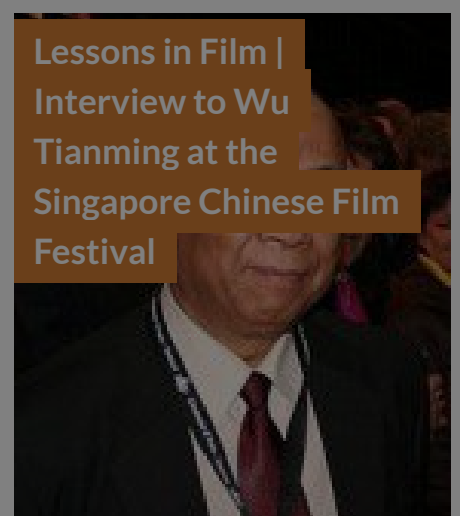 Lessons in Film |
Interview to Wu
Tianming at the
Singapore Chinese Film
Festival